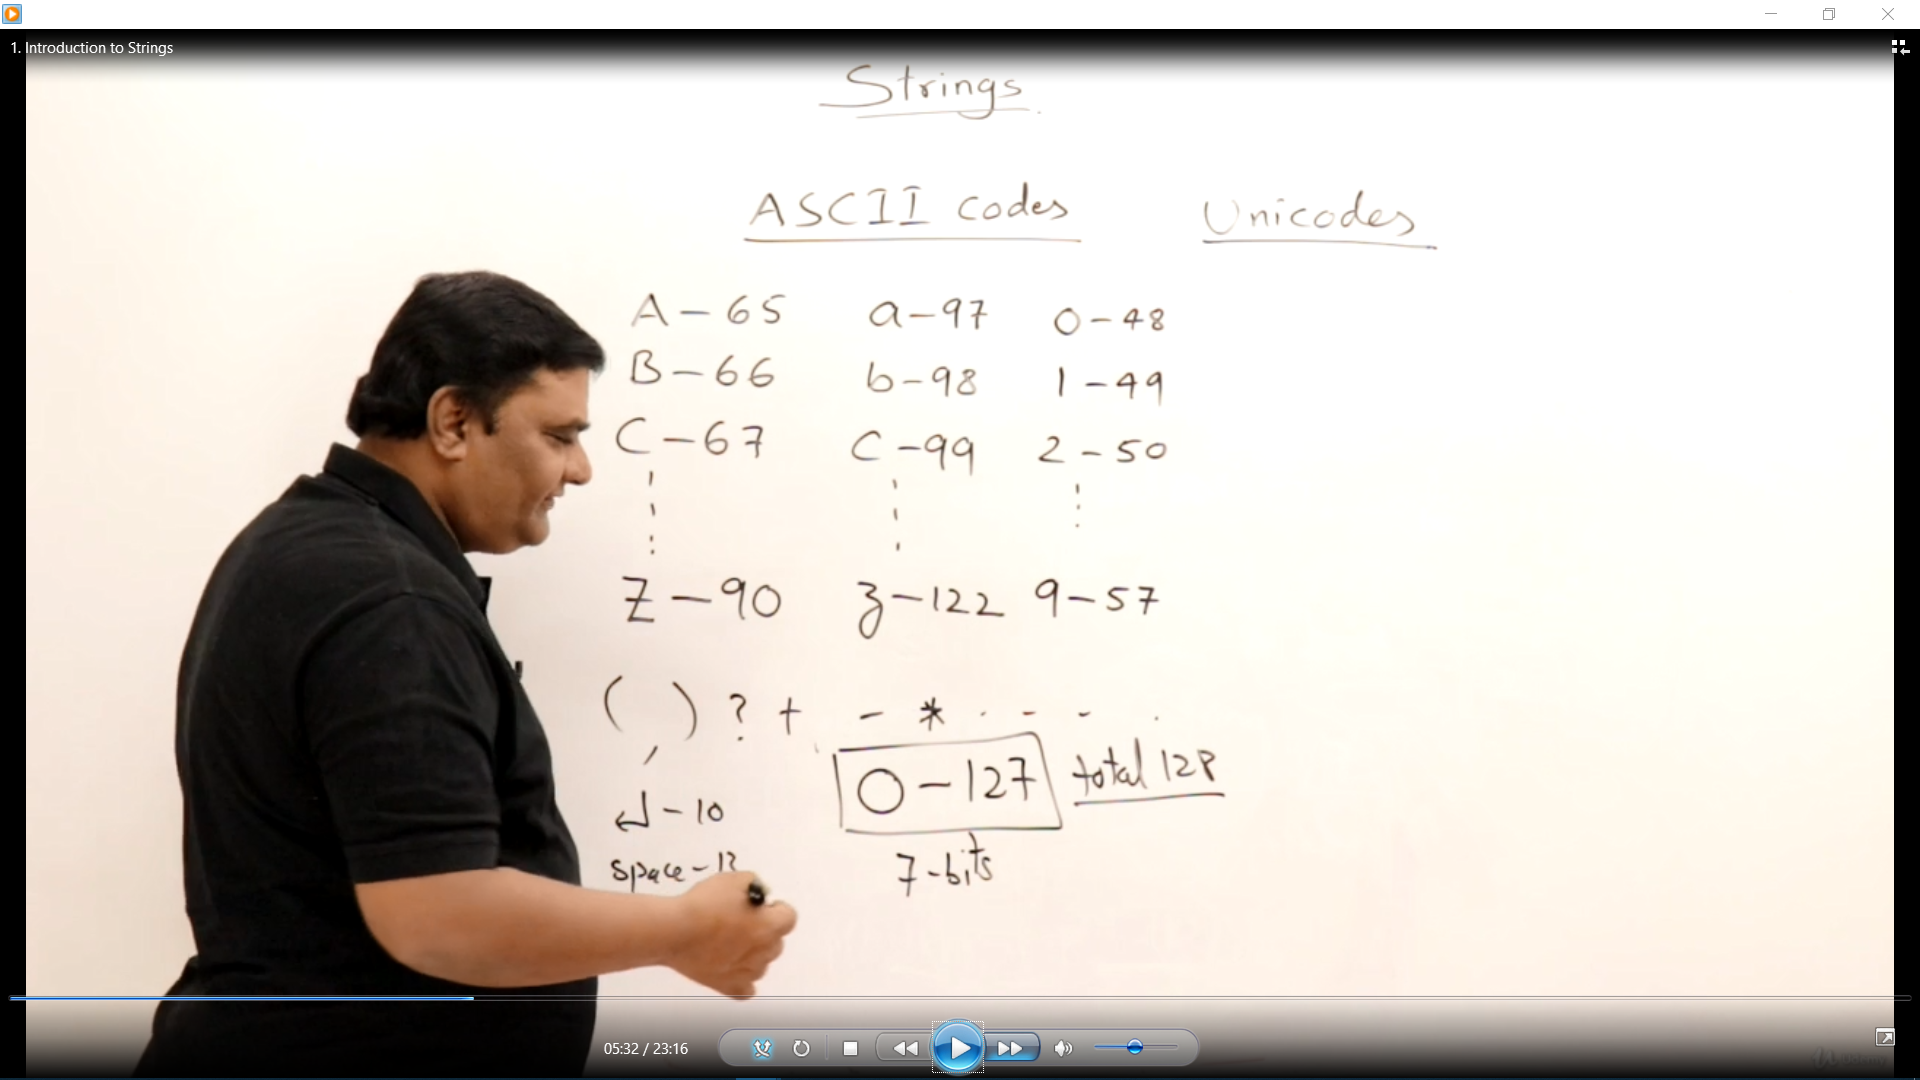 1. Introduction to Strings
Strings
ASCII codes Unicodes
A - 65 a - 97 0 - 48
B - 66 b - 98 1 - 49
C - 67 C - 99 2 - 50
Z - 90 z - 122 9 - 57
( ) ? + - *
,
0 - 127 total 128
↲ - 10
7 - bits
space - 13
05:32 / 23:16